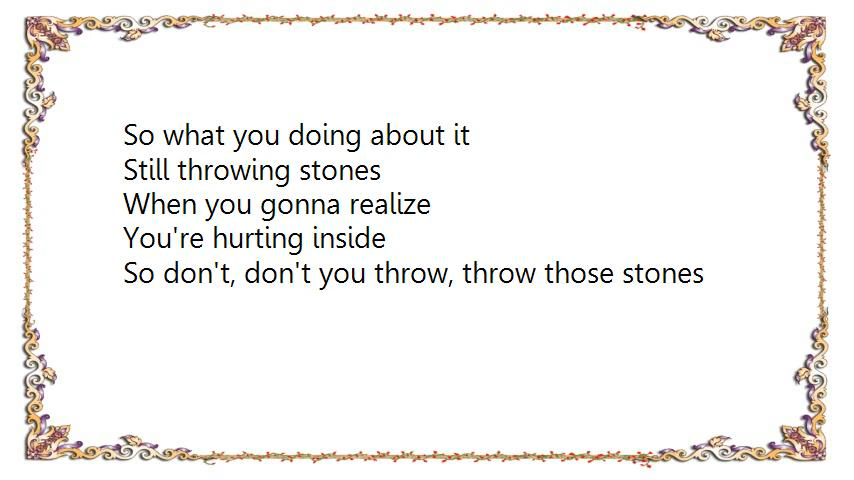 So what you doing about it
Still throwing stones
When you gonna realize
You're hurting inside
So don't, don't you throw, throw those stones